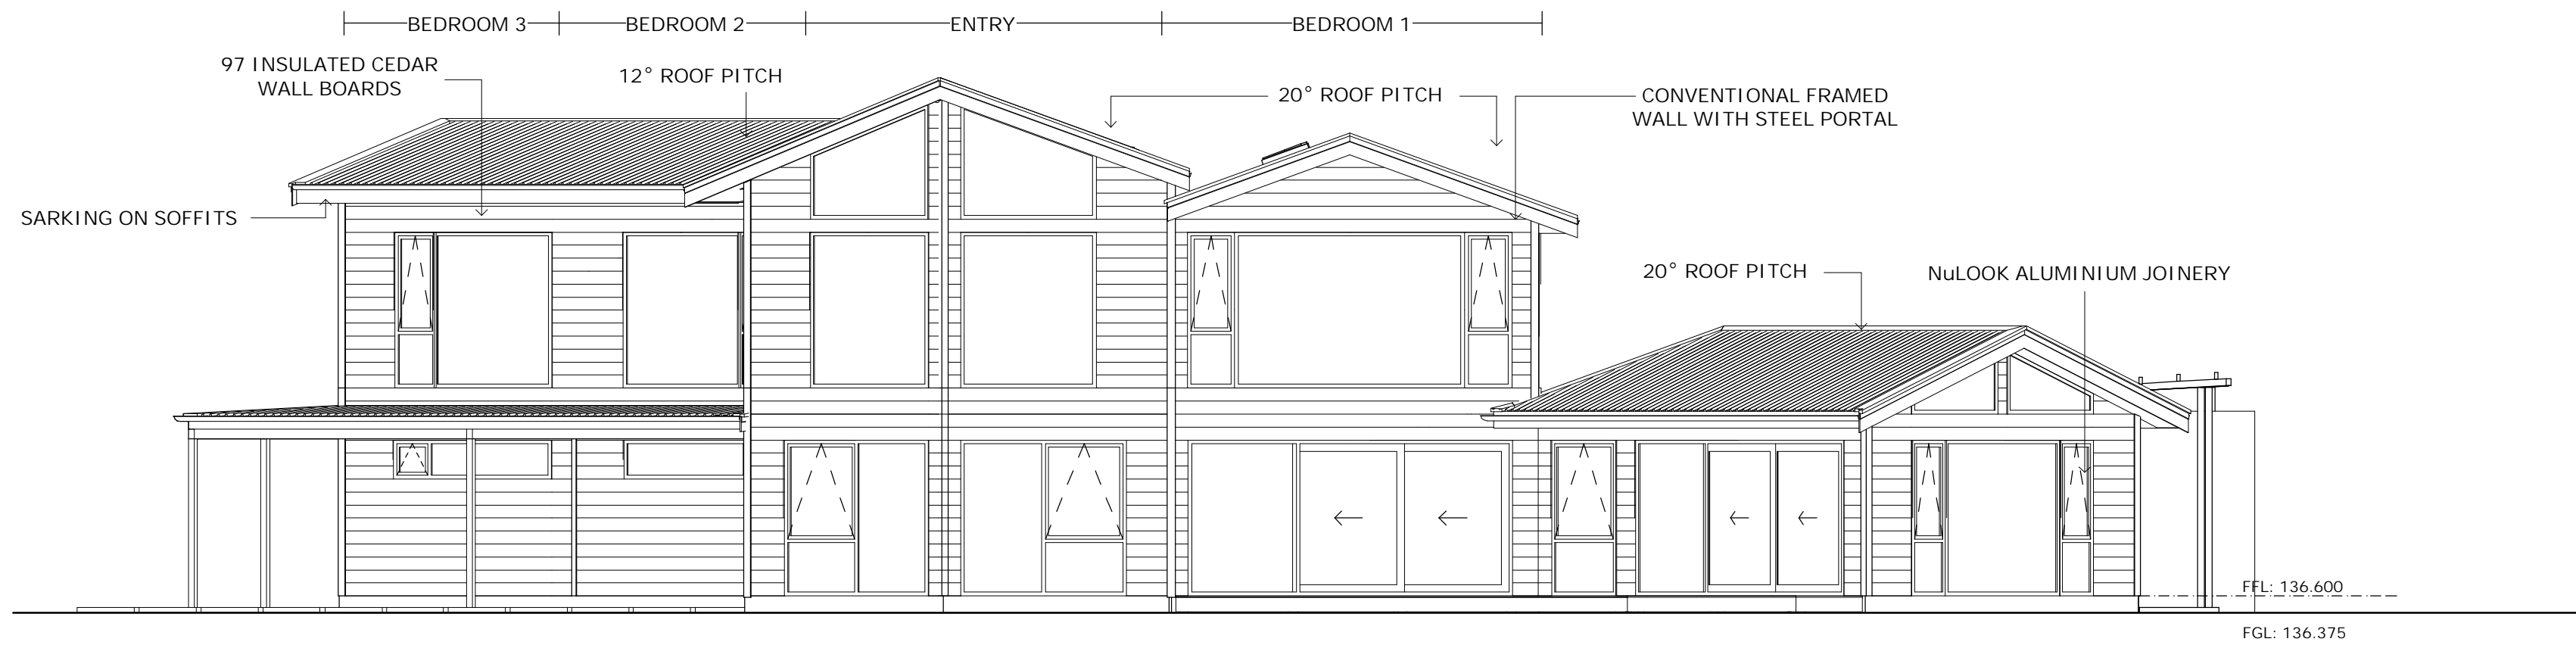 BEDROOM 3
BEDROOM 2
ENTRY
BEDROOM 1
97 INSULATED CEDAR
WALL BOARDS
12° ROOF PITCH
20° ROOF PITCH
CONVENTIONAL FRAMED
WALL WITH STEEL PORTAL
SARKING ON SOFFITS
20° ROOF PITCH
NuLOOK ALUMINIUM JOINERY
FFL: 136.600
FGL: 136.375